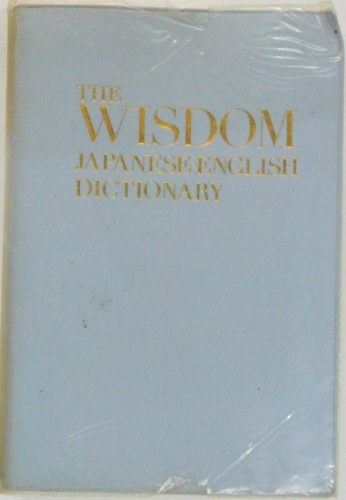 THE
WISDOM
JAPANESE-ENGLISH
DICTIONARY